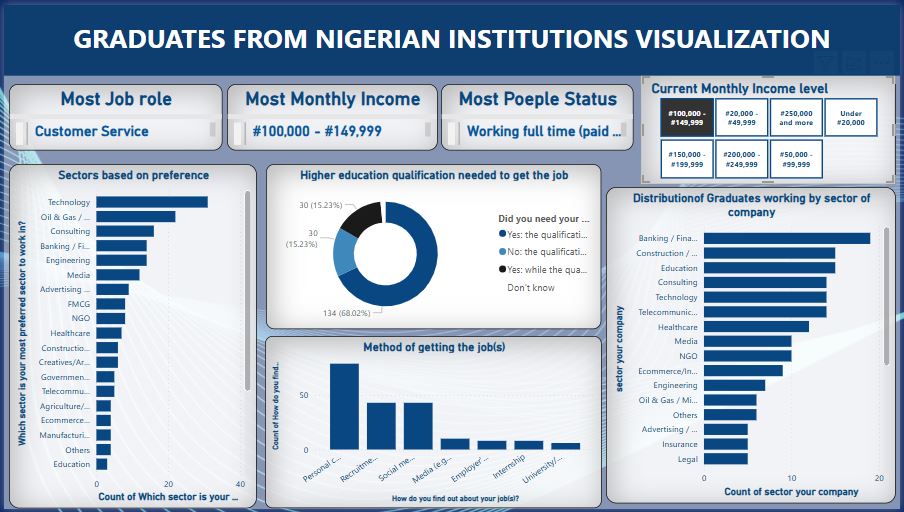 GRADUATES FROM NIGERIAN INSTITUTIONS VISUALIZATION
Most Job role
Customer Service
Most Monthly Income
#100,000 - #149,999
Most Poeple Status
Working full time (paid ...
Current Monthly Income level
#100,000 -
#149,999
#20,000 -
#49,999
#250,000
and more
Under
#20,000
#150,000 -
#199,999
#200,000 -
#249,999
#50,000 -
#99,999
Sectors based on preference
Which sector is your most preferred sector to work in?
Technology
Oil & Gas / ...
Consulting
Banking / Fi...
Engineering
Media
Advertising ...
FMCG
NGO
Healthcare
Constructio...
Creatives/Ar...
Governmen...
Telecommu...
Agriculture/...
Ecommerce...
Manufacturi...
Others
Education
0
20
40
Count of Which sector is your ...
Higher education qualification needed to get the job
30 (15.23%)
30
(15.23%)
134 (68.02%)
Did you need your ...
Yes: the qualificati...
No: the qualificati...
Yes: while the qua...
Don't know
Method of getting the job(s)
Count of How do you find...
50
0
Personal c...
Recruitme...
Social me...
Media (e.g...
Employer'...
Internship
University/...
How do you find out about your job(s)?
Distributionof Graduates working by sector of
company
sector your company
Banking / Fina...
Construction / ...
Education
Consulting
Technology
Telecommunic...
Healthcare
Media
NGO
Ecommerce/In...
Engineering
Oil & Gas / Mi...
Others
Advertising / ...
Insurance
Legal
0
10
20
Count of sector your company